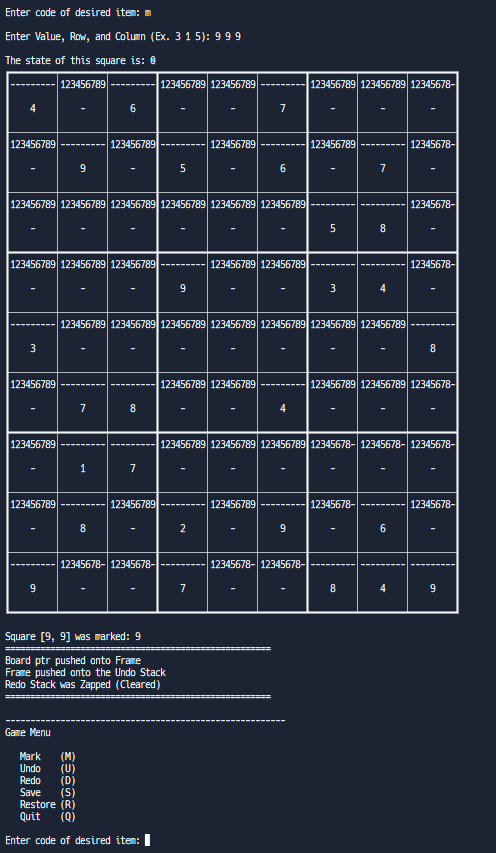 Enter code of desired item: m
Enter Value, Row, and Column (Ex. 3 1 5): 9 9 9
The state of this square is: 0
--------- 123456789 --------- 123456789 123456789 --------- 123456789 123456789 12345678-
4 - 6 - - 7 - - -
123456789 --------- 123456789 --------- 123456789 --------- 123456789 --------- 12345678-
- 9 - 5 - 6 - 7 -
123456789 123456789 123456789 123456789 123456789 123456789 --------- --------- 12345678-
- - - - - - 5 8 -
123456789 123456789 123456789 --------- 123456789 123456789 --------- --------- 12345678-
- - - 9 - - 3 4 -
--------- 123456789 123456789 123456789 123456789 123456789 123456789 123456789 ---------
3 - - - - - - - 8
123456789 --------- --------- 123456789 123456789 --------- 123456789 123456789 12345678-
- 7 8 - - 4 - - -
123456789 --------- --------- 123456789 123456789 123456789 12345678- 12345678- 12345678-
- 1 7 - - - - - -
123456789 --------- 123456789 --------- 123456789 --------- 12345678- --------- 12345678-
- 8 - 2 - 9 - 6 -
--------- 12345678- 12345678- --------- 12345678- 12345678- --------- --------- ---------
9 - - 7 - - 8 4 9
Square [9, 9] was marked: 9
=====================================================
Board ptr pushed onto Frame
Frame pushed onto the Undo Stack
Redo Stack was Zapped (Cleared)
=====================================================
--------------------------------------------------------
Game Menu
Mark (M)
Undo (U)
Redo (D)
Save (S)
Restore (R)
Quit (Q)
Enter code of desired item: